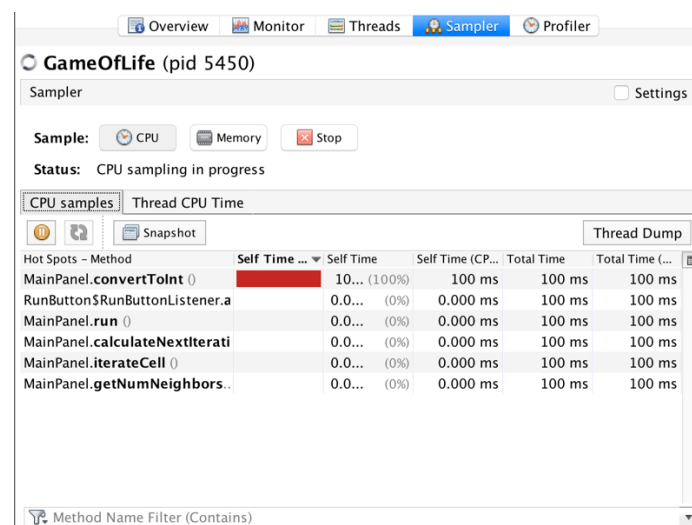 Overview Monitor Threads Sampler Profiler
GameOfLife (pid 5450)
Sampler Settings
Sample: CPU Memory Stop
Status: CPU sampling in progress
CPU samples Thread CPU Time
Snapshot Thread Dump
Hot Spots – Method Self Time ... Self Time Self Time (CP... Total Time Total Time (...
MainPanel.convertToInt () 10... (100%) 100 ms 100 ms 100 ms
RunButton$RunButtonListener.a 0.0... (0%) 0.000 ms 100 ms 100 ms
MainPanel.run () 0.0... (0%) 0.000 ms 100 ms 100 ms
MainPanel.calculateNextIterati 0.0... (0%) 0.000 ms 100 ms 100 ms
MainPanel.iterateCell () 0.0... (0%) 0.000 ms 100 ms 100 ms
MainPanel.getNumNeighbors.. 0.0... (0%) 0.000 ms 100 ms 100 ms
Method Name Filter (Contains)